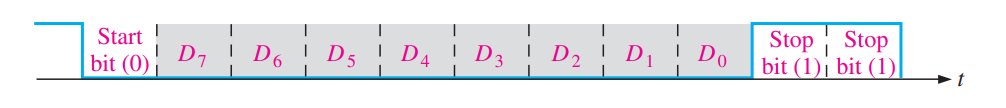 Start
bit (0)
D7 D6 D5 D4 D3 D2 D1 D0
Stop
bit (1)
Stop
bit (1)
t